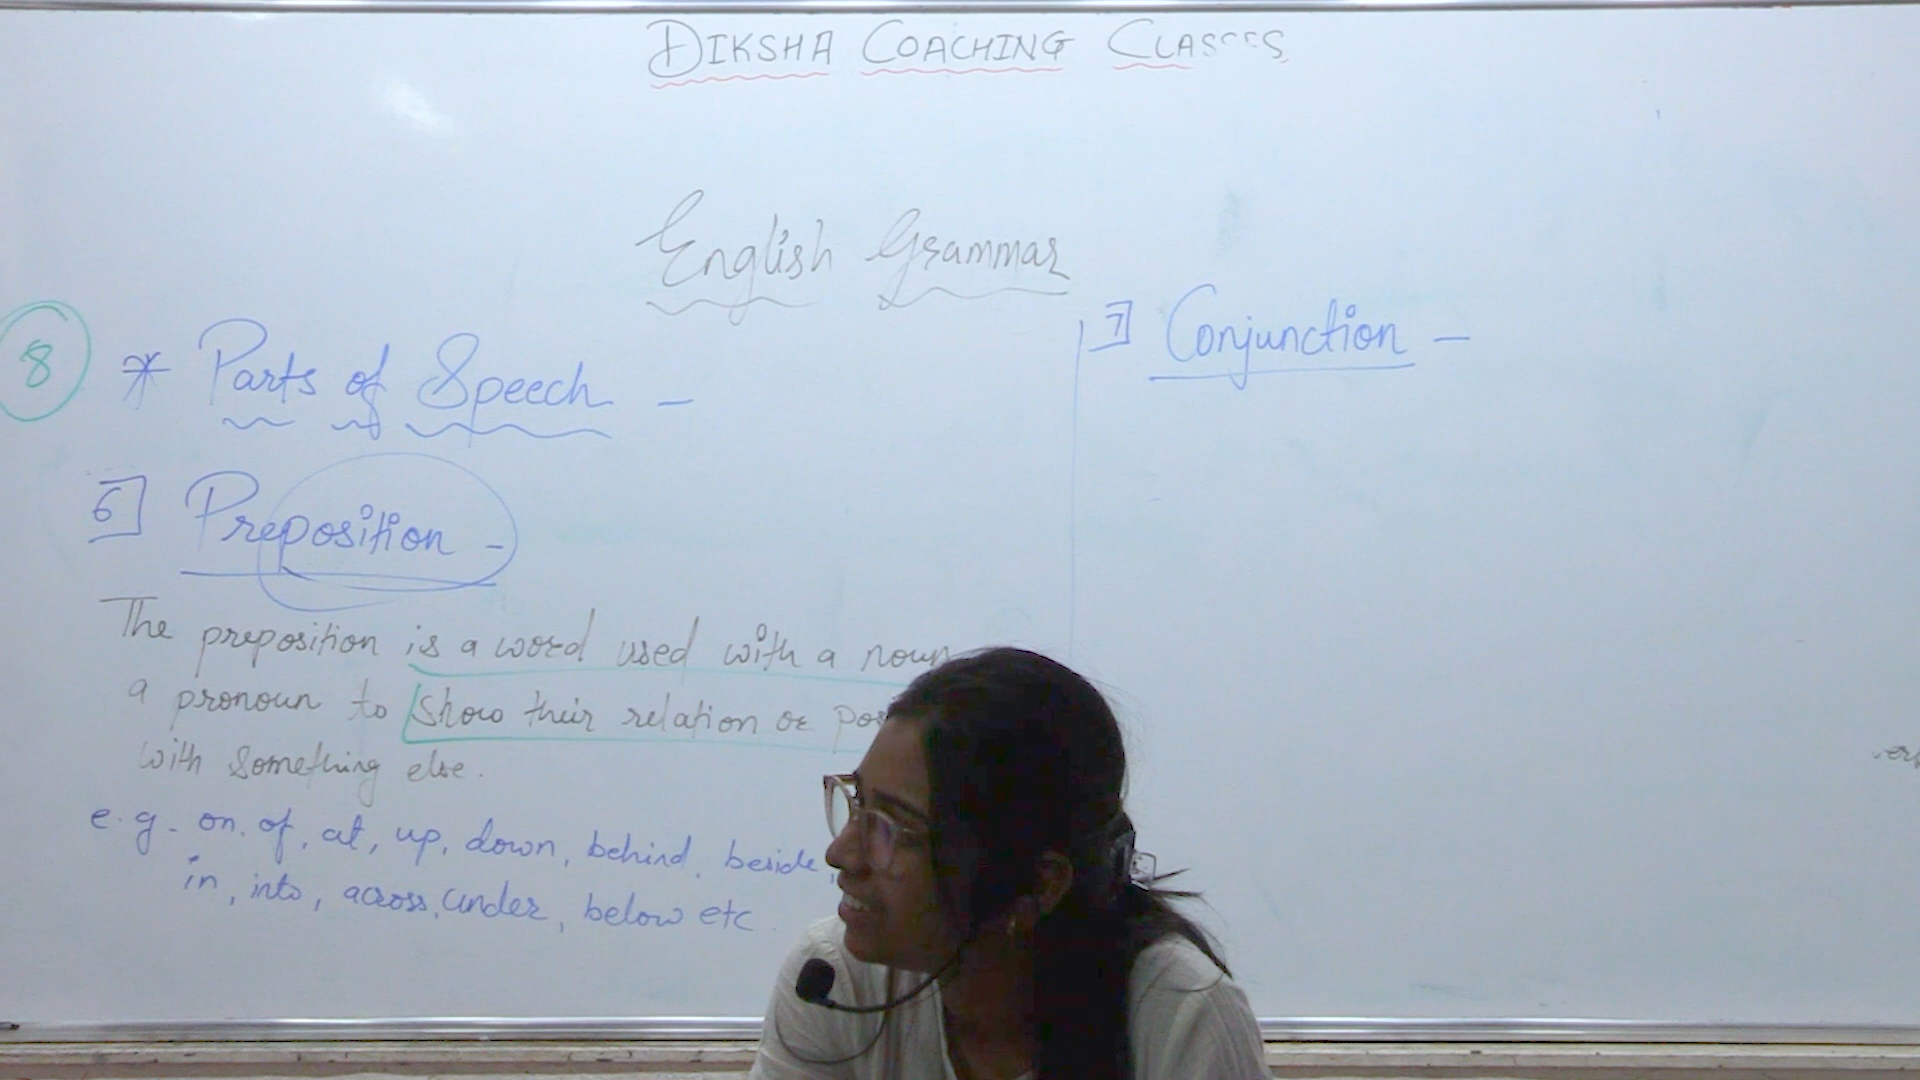 DIKSHA COACHING CLASSES
English Grammar
8
* Parts of Speech -
6] Preposition -
The preposition is a word used with a noun
a pronoun to show their relation or
with something else.
e.g. on, of, at, up, down, behind, beside,
in, into, across, under, below etc.
7] Conjunction -